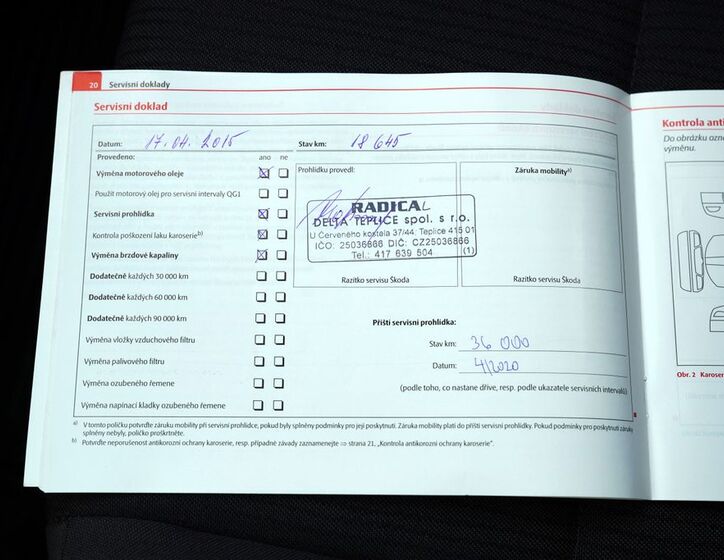 20 Servisní doklady
Servisní doklad
Datum: 17.04.2015 Stav km: 18 645
Provedeno: ano ne
Výměna motorového oleje
Použit motorový olej pro servisní intervaly QG1
Servisní prohlídka
Kontrola poškození laku karoserie b)
Výměna brzdové kapaliny
Dodatečné každých 30 000 km
Dodatečné každých 60 000 km
Dodatečné každých 90 000 km
Výměna vložky vzduchového filtru
Výměna palivového filtru
Výměna ozubeného řemene
Výměna napínací kladky ozubeného řemene
Prohlídku provedl:
RADICAL
DELTA TEPLICE spol. s r.o.
U Červeného kostela 37/44; Teplice 415 01
IČO: 25036866 DIČ: CZ25036866
Tel.: 417 639 504 (1)
Razítko servisu Škoda
Záruka mobility a)
Razítko servisu Škoda
Příští servisní prohlídka:
Stav km: 36 000
Datum: 4/2020
(podle toho, co nastane dříve, resp. podle ukazatele servisních intervalů)
a) V tomto políčku potvrďte záruku mobility při servisní prohlídce, pokud byly splněny podmínky pro její poskytnutí. Záruka mobility platí do příští servisní prohlídky. Pokud podmínky pro poskytnutí záruky
splněny nebyly, políčko proškrtněte.
b) Potvrďte neporušenost antikorozní ochrany karoserie, resp. případné závady zaznamenejte ⇒ strana 21, „Kontrola antikorozní ochrany karoserie".
Kontrola anti
Do obrázku ozna
výměnu.
Obr. 2 Karoser